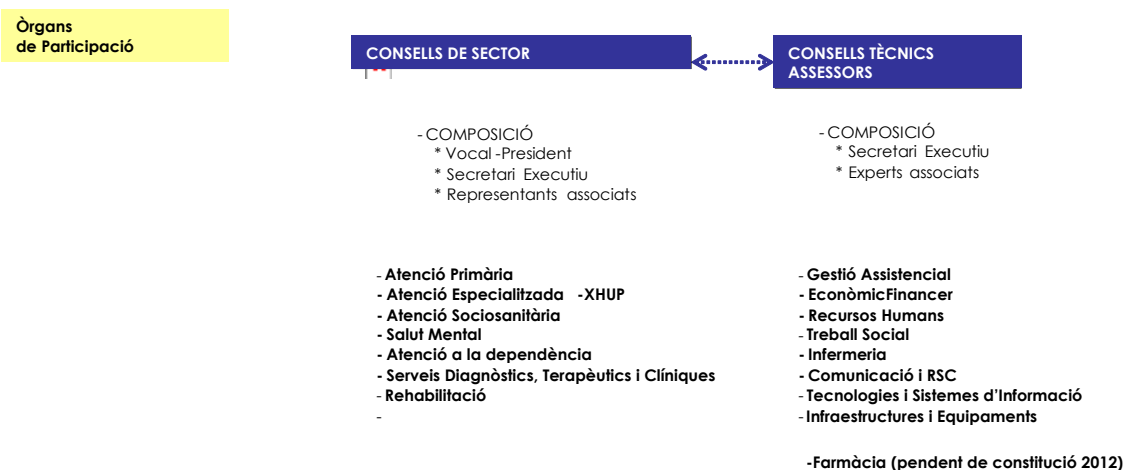 Òrgans
de Participació
CONSELLS DE SECTOR
CONSELLS TÈCNICS
ASSESSORS
- COMPOSICIÓ
* Vocal -President
* Secretari Executiu
* Representants associats
- COMPOSICIÓ
* Secretari Executiu
* Experts associats
- Atenció Primària
- Atenció Especialitzada -XHUP
- Atenció Sociosanitària
- Salut Mental
- Atenció a la dependència
- Serveis Diagnòstics, Terapèutics i Clíniques
- Rehabilitació
-
- Gestió Assistencial
- EconòmicFinancer
- Recursos Humans
- Treball Social
- Infermeria
- Comunicació i RSC
- Tecnologies i Sistemes d'Informació
- Infraestructures i Equipaments
-Farmàcia (pendent de constitució 2012)